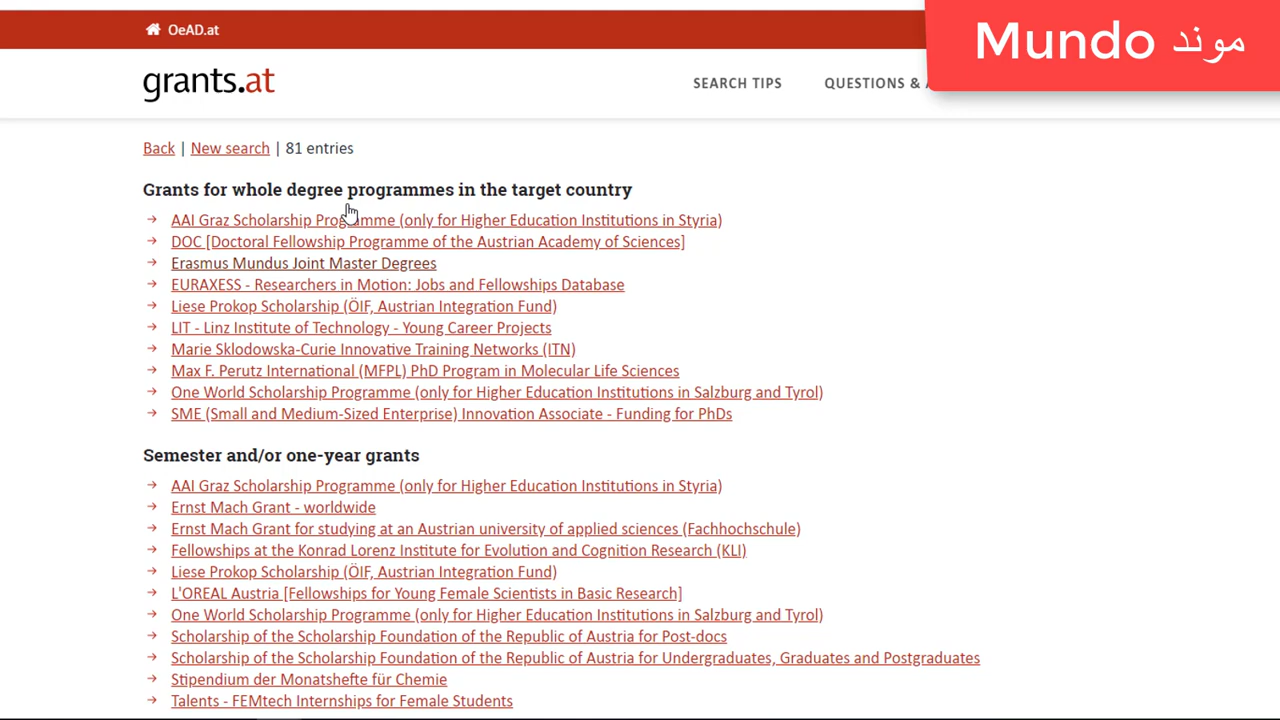 OeAD.at
Mundo موند
grants.at
SEARCH TIPS
QUESTIONS &
Back | New search | 81 entries
Grants for whole degree programmes in the target country
AAI Graz Scholarship Programme (only for Higher Education Institutions in Styria)
DOC [Doctoral Fellowship Programme of the Austrian Academy of Sciences]
Erasmus Mundus Joint Master Degrees
EURAXESS - Researchers in Motion: Jobs and Fellowships Database
Liese Prokop Scholarship (ÖIF, Austrian Integration Fund)
LIT - Linz Institute of Technology - Young Career Projects
Marie Sklodowska-Curie Innovative Training Networks (ITN)
Max F. Perutz International (MFPL) PhD Program in Molecular Life Sciences
One World Scholarship Programme (only for Higher Education Institutions in Salzburg and Tyrol)
SME (Small and Medium-Sized Enterprise) Innovation Associate - Funding for PhDs
Semester and/or one-year grants
AAI Graz Scholarship Programme (only for Higher Education Institutions in Styria)
Ernst Mach Grant - worldwide
Ernst Mach Grant for studying at an Austrian university of applied sciences (Fachhochschule)
Fellowships at the Konrad Lorenz Institute for Evolution and Cognition Research (KLI)
Liese Prokop Scholarship (ÖIF, Austrian Integration Fund)
L'OREAL Austria [Fellowships for Young Female Scientists in Basic Research]
One World Scholarship Programme (only for Higher Education Institutions in Salzburg and Tyrol)
Scholarship of the Scholarship Foundation of the Republic of Austria for Post-docs
Scholarship of the Scholarship Foundation of the Republic of Austria for Undergraduates, Graduates and Postgraduates
Stipendium der Monatshefte für Chemie
Talents - FEMtech Internships for Female Students